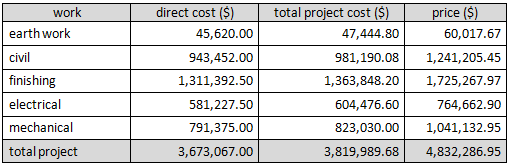 work direct cost ($) total project cost ($) price ($)
earth work 45,620.00 47,444.80 60,017.67
civil 943,452.00 981,190.08 1,241,205.45
finishing 1,311,392.50 1,363,848.20 1,725,267.97
electrical 581,227.50 604,476.60 764,662.90
mechanical 791,375.00 823,030.00 1,041,132.95
total project 3,673,067.00 3,819,989.68 4,832,286.95